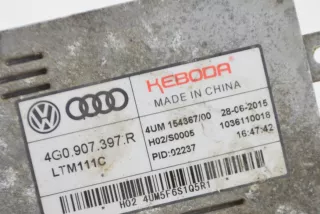 KEBODA
MADE IN CHINA
4G0.907.397.R
LTM111C
4UM 154367/00 28-06-2015
H02/S0005 1036110018
PID:02237 16:47:42
H02 4UM5F6S1Q5R1